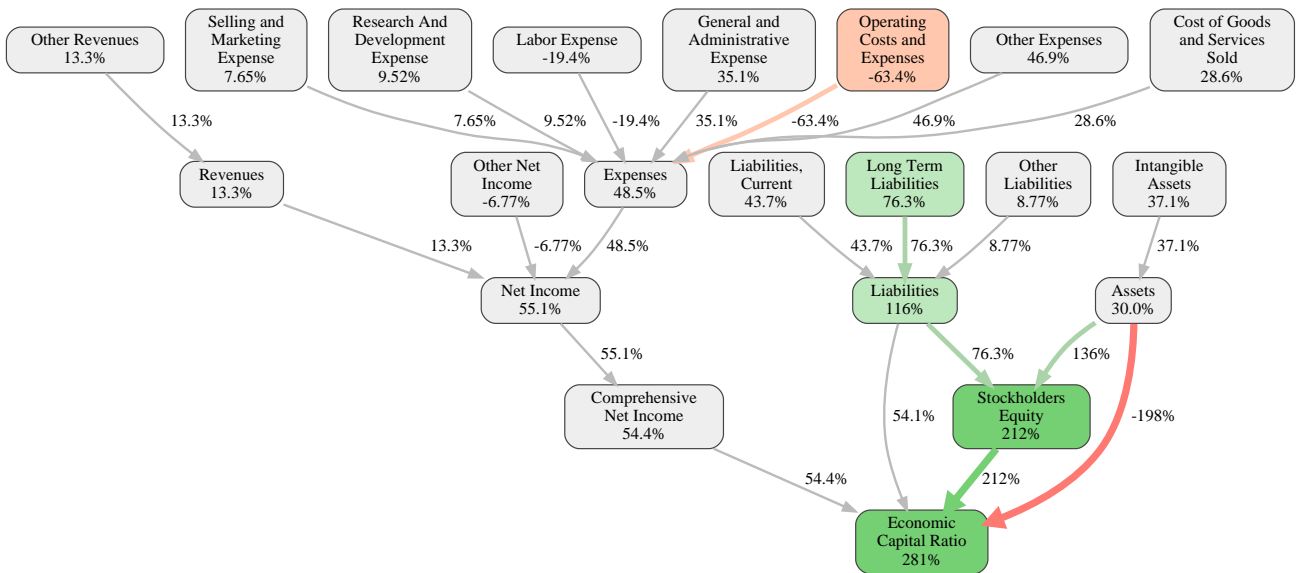 Other Revenues
13.3%
Selling and
Marketing
Expense
7.65%
Research And
Development
Expense
9.52%
Labor Expense
-19.4%
General and
Administrative
Expense
35.1%
Operating
Costs and
Expenses
-63.4%
Other Expenses
46.9%
Cost of Goods
and Services
Sold
28.6%
13.3%
7.65%
9.52%
-19.4%
35.1%
-63.4%
46.9%
28.6%
Revenues
13.3%
Other Net
Income
-6.77%
Expenses
48.5%
Liabilities,
Current
43.7%
Long Term
Liabilities
76.3%
Other
Liabilities
8.77%
Intangible
Assets
37.1%
13.3%
-6.77%
48.5%
43.7%
76.3%
8.77%
37.1%
Net Income
55.1%
Liabilities
116%
Assets
30.0%
55.1%
76.3%
136%
Comprehensive
Net Income
54.4%
54.1%
Stockholders
Equity
212%
-198%
54.4%
212%
Economic
Capital Ratio
281%